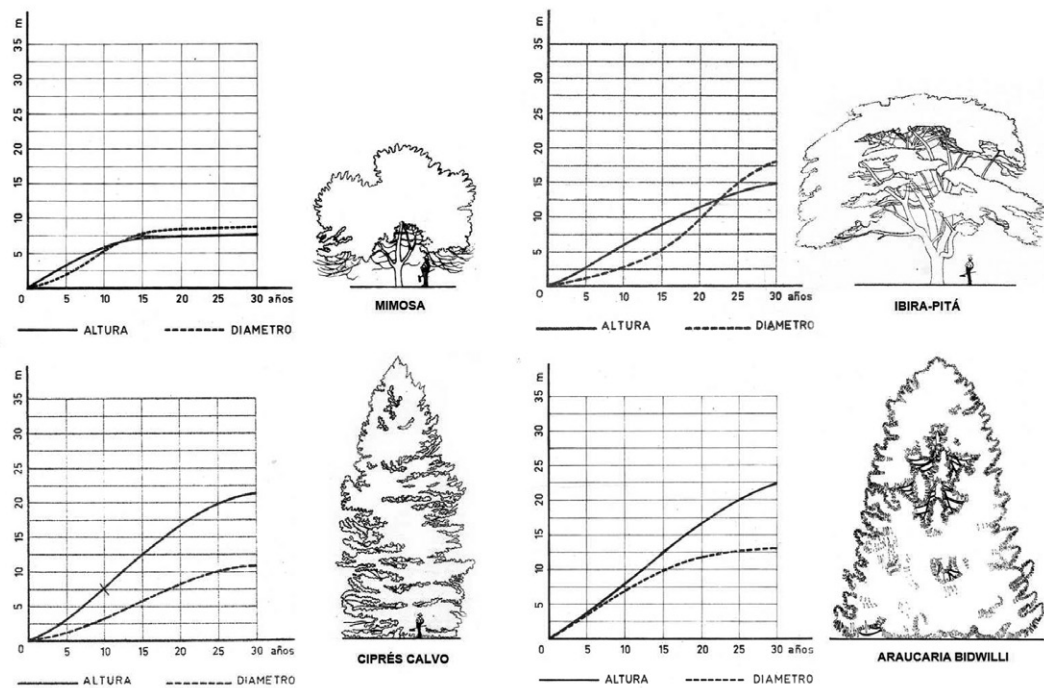 m
35
30
25
20
15
10
5
0 5 10 15 20 25 30 años
ALTURA DIAMETRO
MIMOSA
m
35
30
25
20
15
10
5
0 5 10 15 20 25 30 años
ALTURA DIAMETRO
IBIRA-PITÁ
m
35
30
25
20
15
10
5
0 5 10 15 20 25 30 años
ALTURA DIAMETRO
CIPRÉS CALVO
m
35
30
25
20
15
10
5
0 5 10 15 20 25 30 años
ALTURA DIAMETRO
ARAUCARIA BIDWILLI